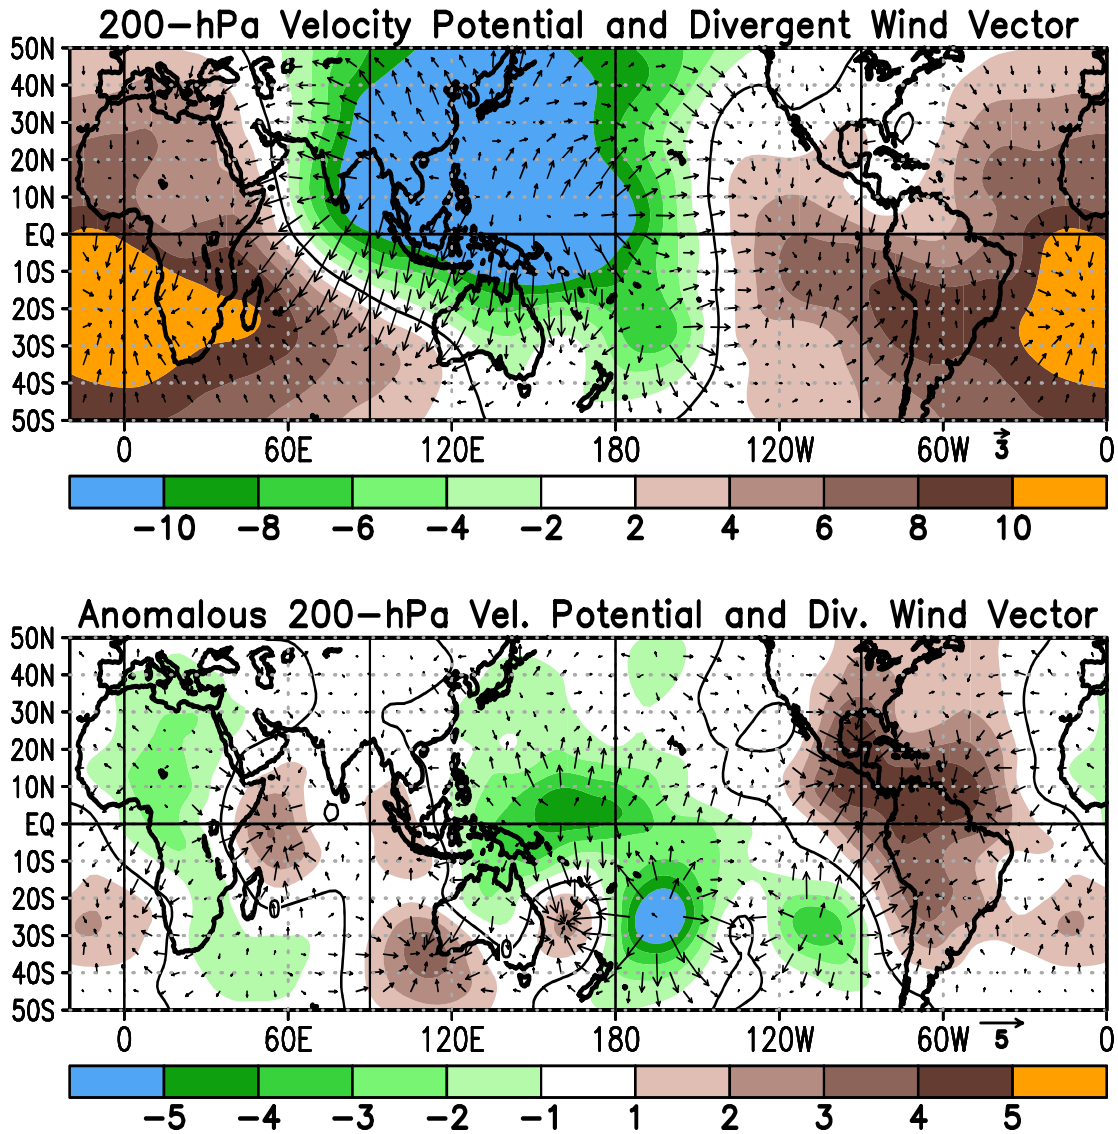 200-hPa Velocity Potential and Divergent Wind Vector
50N
40N
30N
20N
10N
EQ
10S
20S
30S
40S
50S
0 60E 120E 180 120W 60W 3 0
-10 -8 -6 -4 -2 2 4 6 8 10
Anomalous 200-hPa Vel. Potential and Div. Wind Vector
50N
40N
30N
20N
10N
EQ
10S
20S
30S
40S
50S
0
0
0
0 60E 120E 180 120W 60W 5 0
-5 -4 -3 -2 -1 1 2 3 4 5